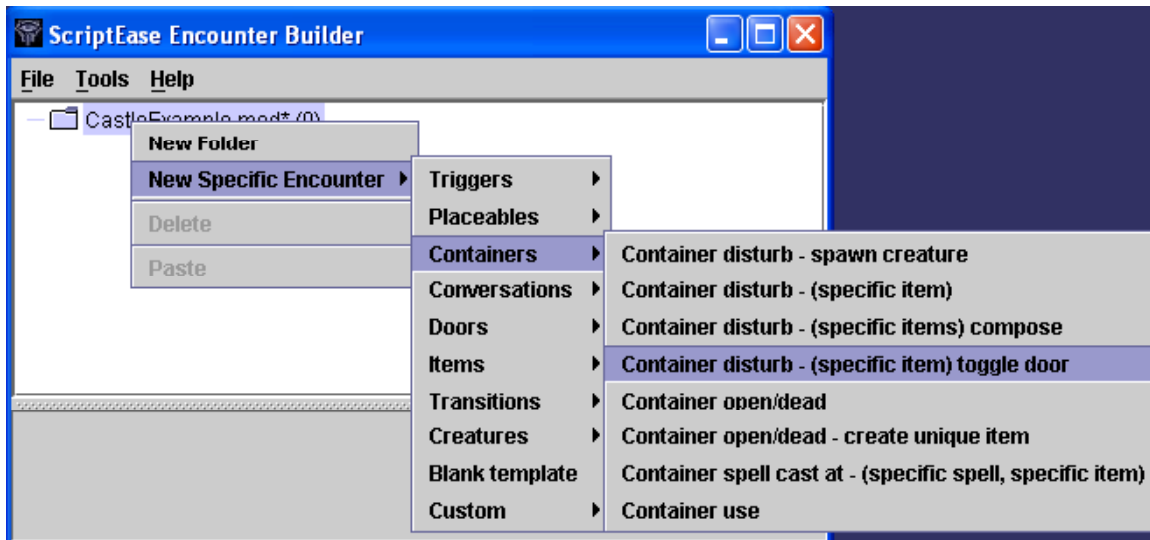 ScriptEase Encounter Builder
File Tools Help
CastleExample.mod* (0)
New Folder
New Specific Encounter
Delete
Paste
Triggers
Placeables
Containers
Conversations
Doors
Items
Transitions
Creatures
Blank template
Custom
Container disturb - spawn creature
Container disturb - (specific item)
Container disturb - (specific items) compose
Container disturb - (specific item) toggle door
Container open/dead
Container open/dead - create unique item
Container spell cast at - (specific spell, specific item)
Container use